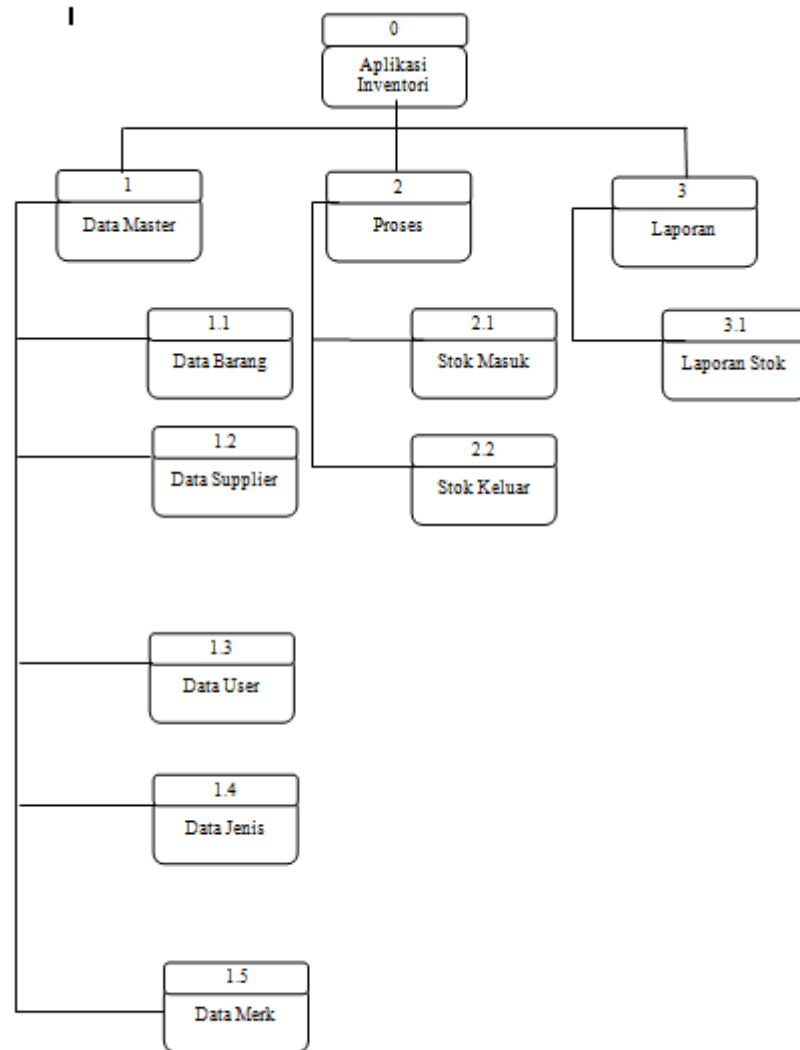 I
0
Aplikasi
Inventori
1
Data Master
2
Proses
3
Laporan
1.1
Data Barang
2.1
Stok Masuk
3.1
Laporan Stok
1.2
Data Supplier
2.2
Stok Keluar
1.3
Data User
1.4
Data Jenis
1.5
Data Merk